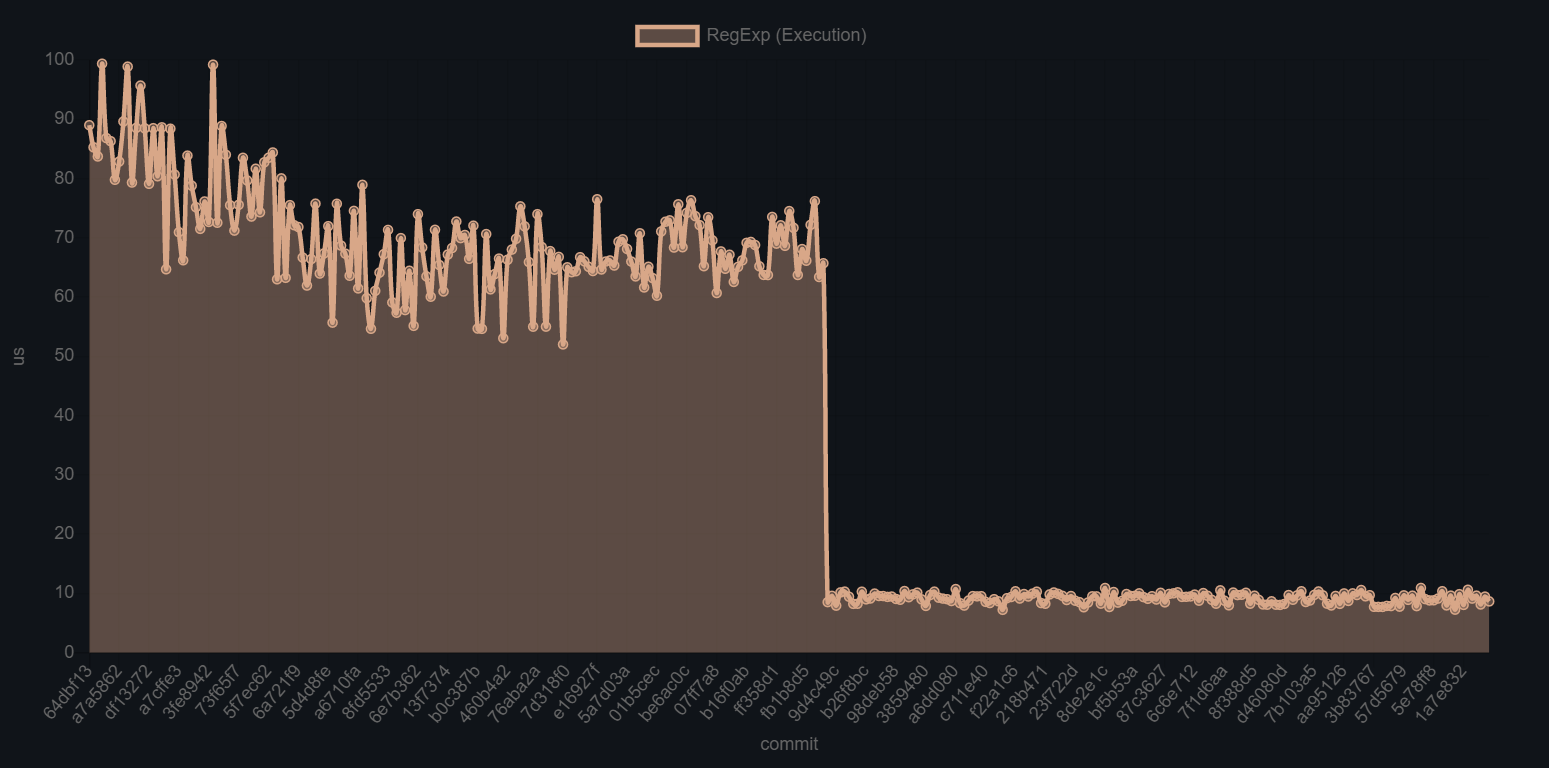 RegExp (Execution)
100
90
80
70
60
50
40
30
20
10
0
us
64dbf13
a7a5862
df13272
a7cffe3
3fe8942
73f65f7
5f7ec62
6a721f9
5d4d8fe
a6710fa
8fd5533
6e7b362
13f7374
b0c387b
460b4a2
76aba2a
7d318f0
e16927f
5a7d03a
01b5cec
be6ac0c
07ff7a8
b16f0ab
ff358d1
fb1b8d5
9d4c49c
b26f8bc
98deb58
3859480
a6dd080
c711e40
f22a1c6
218b471
23f722d
8de2e1c
bf5b53a
87c3627
6c6e712
7f1d6aa
8f388d5
d46080d
7b103a5
aa95126
3b83767
57d5679
5e78ff8
1a7e832
commit